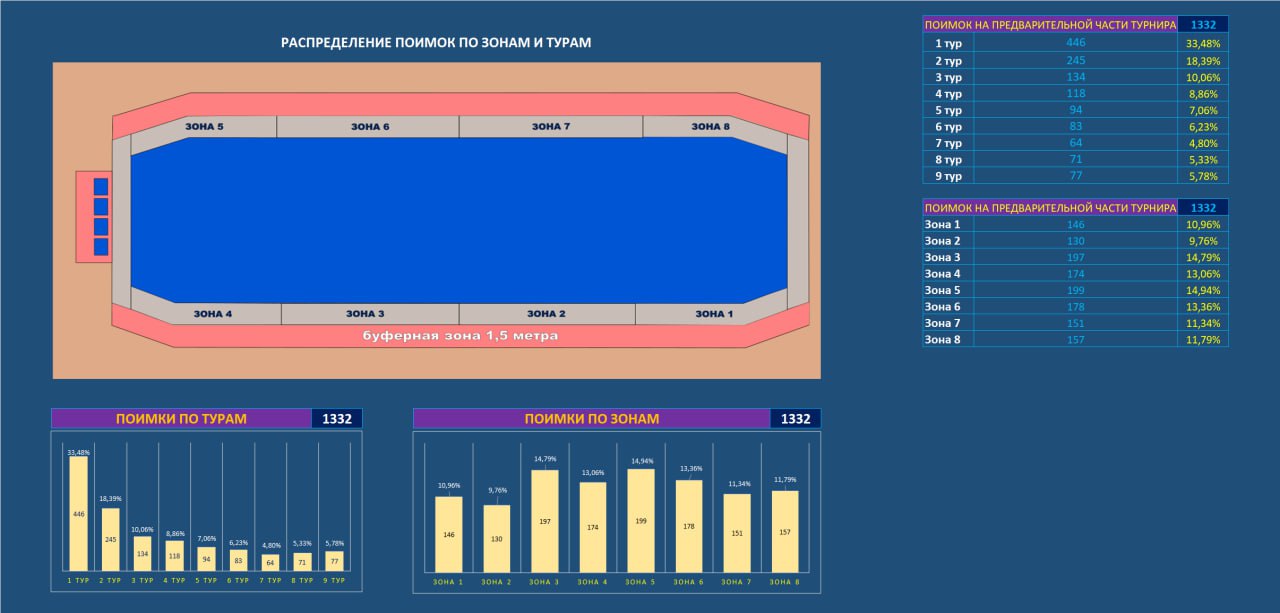 РАСПРЕДЕЛЕНИЕ ПОИМОК ПО ЗОНАМ И ТУРАМ
ЗОНА 5 ЗОНА 6 ЗОНА 7 ЗОНА 8
ЗОНА 4 ЗОНА 3 ЗОНА 2 ЗОНА 1
буферная зона 1,5 метра
ПОИМОК НА ПРЕДВАРИТЕЛЬНОЙ ЧАСТИ ТУРНИРА 1332
1 тур 446 33,48%
2 тур 245 18,39%
3 тур 134 10,06%
4 тур 118 8,86%
5 тур 94 7,06%
6 тур 83 6,23%
7 тур 64 4,80%
8 тур 71 5,33%
9 тур 77 5,78%
ПОИМОК НА ПРЕДВАРИТЕЛЬНОЙ ЧАСТИ ТУРНИРА 1332
Зона 1 146 10,96%
Зона 2 130 9,76%
Зона 3 197 14,79%
Зона 4 174 13,06%
Зона 5 199 14,94%
Зона 6 178 13,36%
Зона 7 151 11,34%
Зона 8 157 11,79%
ПОИМКИ ПО ТУРАМ 1332
33,48% 18,39% 10,06% 8,86% 7,06% 6,23% 4,80% 5,33% 5,78%
446 245 134 118 94 83 64 71 77
1 ТУР 2 ТУР 3 ТУР 4 ТУР 5 ТУР 6 ТУР 7 ТУР 8 ТУР 9 ТУР
ПОИМКИ ПО ЗОНАМ 1332
10,96% 9,76% 14,79% 13,06% 14,94% 13,36% 11,34% 11,79%
146 130 197 174 199 178 151 157
ЗОНА 1 ЗОНА 2 ЗОНА 3 ЗОНА 4 ЗОНА 5 ЗОНА 6 ЗОНА 7 ЗОНА 8